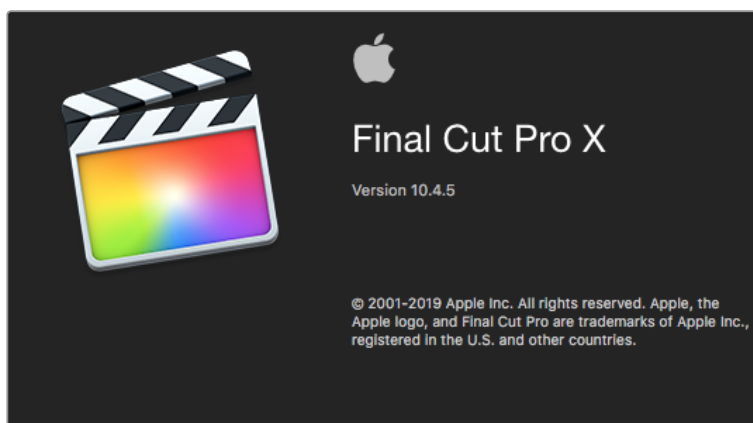 Final Cut Pro X
Version 10.4.5
© 2001-2019 Apple Inc. All rights reserved. Apple, the
Apple logo, and Final Cut Pro are trademarks of Apple Inc.,
registered in the U.S. and other countries.